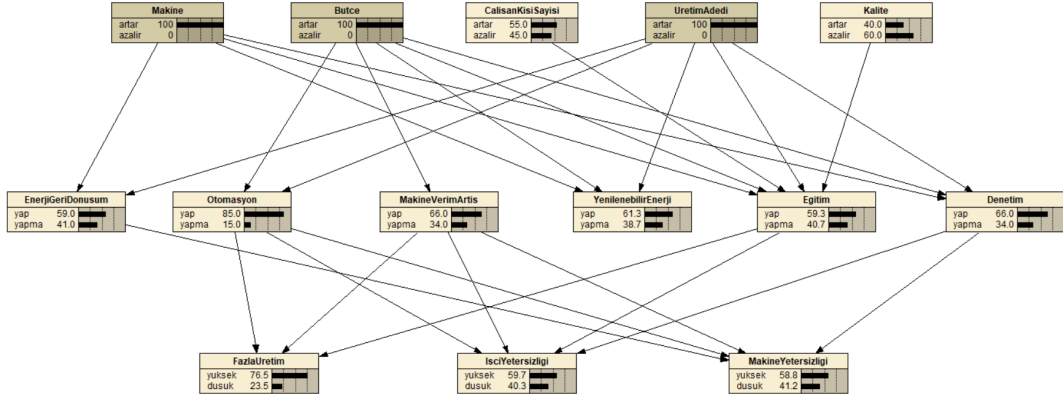 Makine
artar 100
azalir 0
Butce
artar 100
azalir 0
CalisanKisiSayisi
artar 55.0
azalir 45.0
UretimAdedi
artar 100
azalir 0
Kalite
artar 40.0
azalir 60.0
EnerjiGeriDonusum
yap 59.0
yapma 41.0
Otomasyon
yap 85.0
yapma 15.0
MakineVerimArtis
yap 66.0
yapma 34.0
YenilenebilirEnerji
yap 61.3
yapma 38.7
Egitim
yap 59.3
yapma 40.7
Denetim
yap 66.0
yapma 34.0
FazlaUretim
yuksek 76.5
dusuk 23.5
IsciYetersizligi
yuksek 59.7
dusuk 40.3
MakineYetersizligi
yuksek 58.8
dusuk 41.2